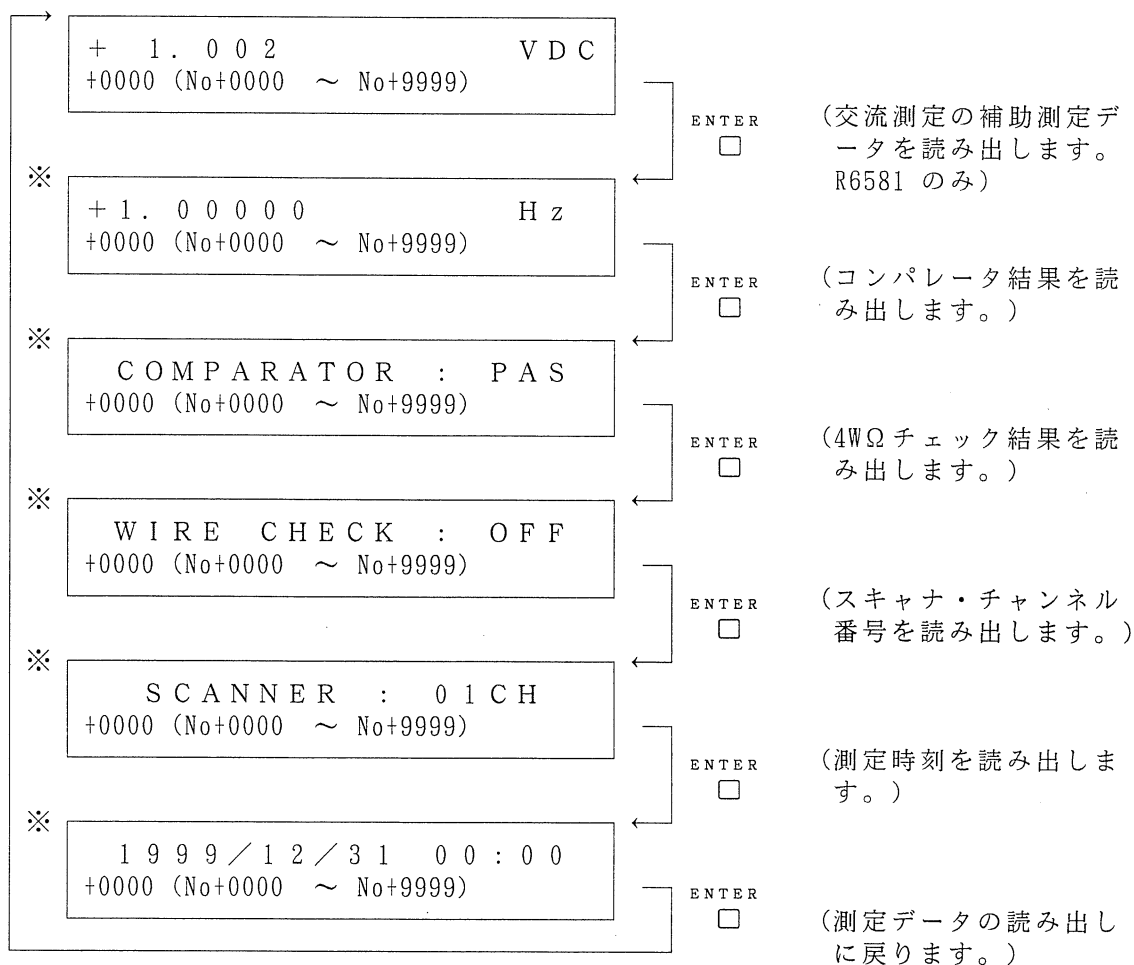 + 1.002 VDC
+0000 (No+0000 ~ No+9999)
ENTER
(交流測定の補助測定デ
ータを読み出します。
R6581 のみ)
※
+1.00000 Hz
+0000 (No+0000 ~ No+9999)
ENTER
(コンパレータ結果を読
み出します。)
※
COMPARATOR : PAS
+0000 (No+0000 ~ No+9999)
ENTER
(4WΩチェック結果を読
み出します。)
※
WIRE CHECK : OFF
+0000 (No+0000 ~ No+9999)
ENTER
(スキャナ・チャンネル
番号を読み出します。)
※
SCANNER : 01CH
+0000 (No+0000 ~ No+9999)
ENTER
(測定時刻を読み出しま
す。)
※
1999/12/31 00:00
+0000 (No+0000 ~ No+9999)
ENTER
(測定データの読み出し
に戻ります。)